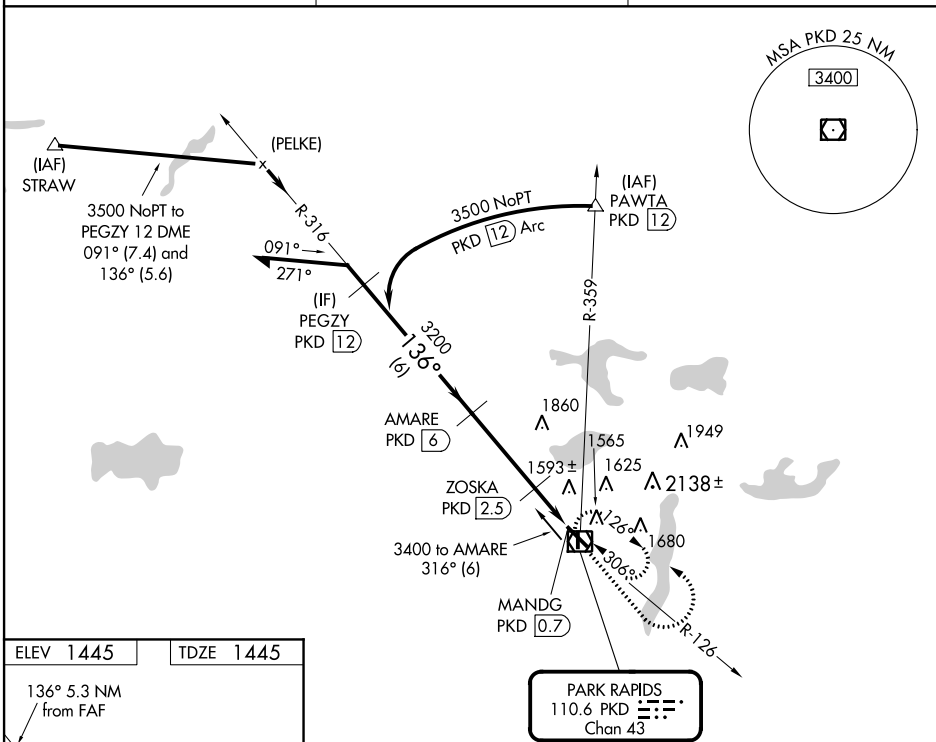 MSA PKD 25 NM
3400
(IAF)
STRAW
(PELKE)
3500 NoPT to
PEGZY 12 DME
091° (7.4) and
136° (5.6)
R-316
091°
271°
3500 NoPT
PKD 12 Arc
(IAF)
PAWTA
PKD 12
R-359
(IF)
PEGZY
PKD 12
3200
136°
(6)
AMARE
PKD 6
1860
1565
1949
1593 ±
1625
2138 ±
ZOSKA
PKD 2.5
126°
1680
3400 to AMARE
316° (6)
306°
MANDG
PKD 0.7
R-126
ELEV 1445
TDZE 1445
136° 5.3 NM
from FAF
PARK RAPIDS
110.6 PKD
Chan 43